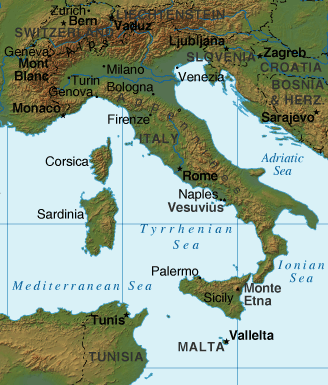 Zurich
Bern
LIECHTENSTEIN
Vaduz
SWITZERLAND
Ljubljana
Geneva
Alps
SLOVENIA
Zagreb
Mont
Blanc
Milano
Venezia
CROATIA
Turin
Genova
Bologna
BOSNIA
& HERZ
Monaco
Firenze
Sarajevo
ITALY
Corsica
Adriatic
Sea
Rome
Naples
Vesuvius
Sardinia
Tyrrhenian
Sea
Ionian
Sea
Palermo
Mediterranean Sea
Monte
Etna
Sicily
Tunis
Vallelta
MALTA
TUNISIA